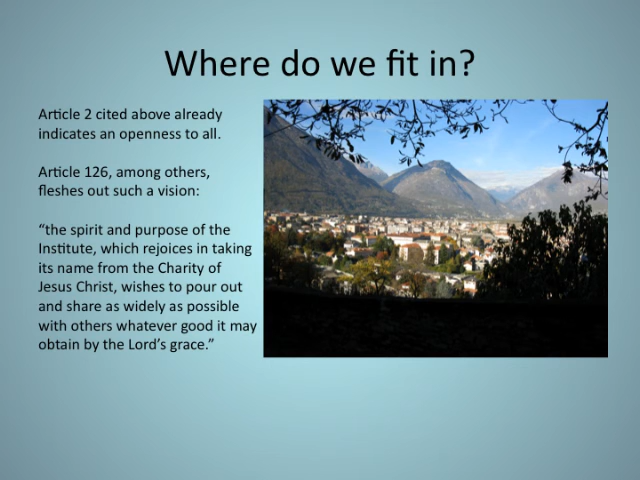 Where do we fit in?
Article 2 cited above already
indicates an openness to all.
Article 126, among others,
fleshes out such a vision:
“the spirit and purpose of the
Institute, which rejoices in taking
its name from the Charity of
Jesus Christ, wishes to pour out
and share as widely as possible
with others whatever good it may
obtain by the Lord’s grace.”